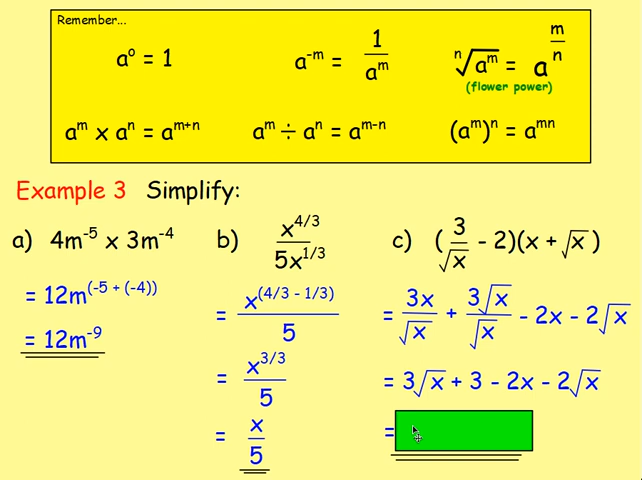 Remember...
a⁰ = 1
a⁻ᵐ = 1/aᵐ
ⁿ√aᵐ = a^(m/n)
(flower power)
aᵐ x aⁿ = aᵐ⁺ⁿ
aᵐ ÷ aⁿ = aᵐ⁻ⁿ
(aᵐ)ⁿ = aᵐⁿ
Example 3 Simplify:
a) 4m⁻⁵ x 3m⁻⁴
= 12m^(-5 + (-4))
= 12m⁻⁹
b) x^4/3 / 5x^1/3
= x^(4/3 - 1/3) / 5
= x^3/3 / 5
= x/5
c) (3/√x - 2)(x + √x)
= 3x/√x + 3√x/√x - 2x - 2√x
= 3√x + 3 - 2x - 2√x
=